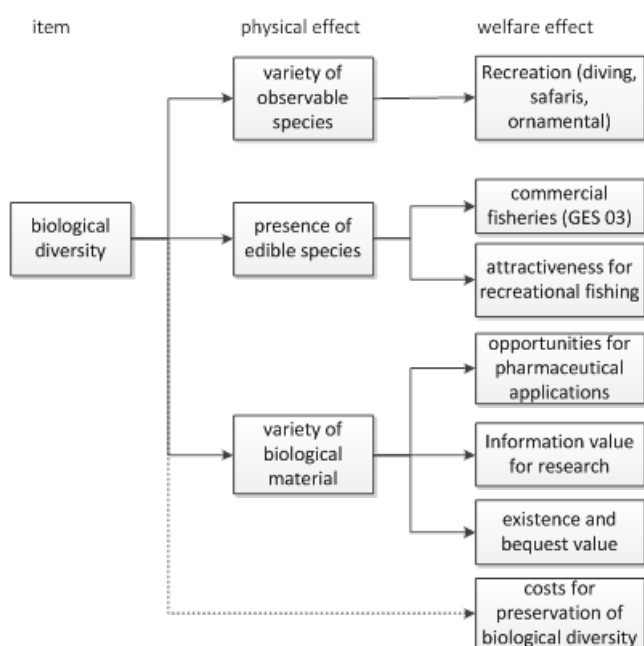 item
physical effect
welfare effect
variety of
observable
species
Recreation (diving,
safaris,
ornamental)
biological
diversity
presence of
edible species
commercial
fisheries (GES 03)
attractiveness for
recreational fishing
opportunities for
pharmaceutical
applications
variety of
biological
material
Information value
for research
existence and
bequest value
costs for
preservation of
biological diversity